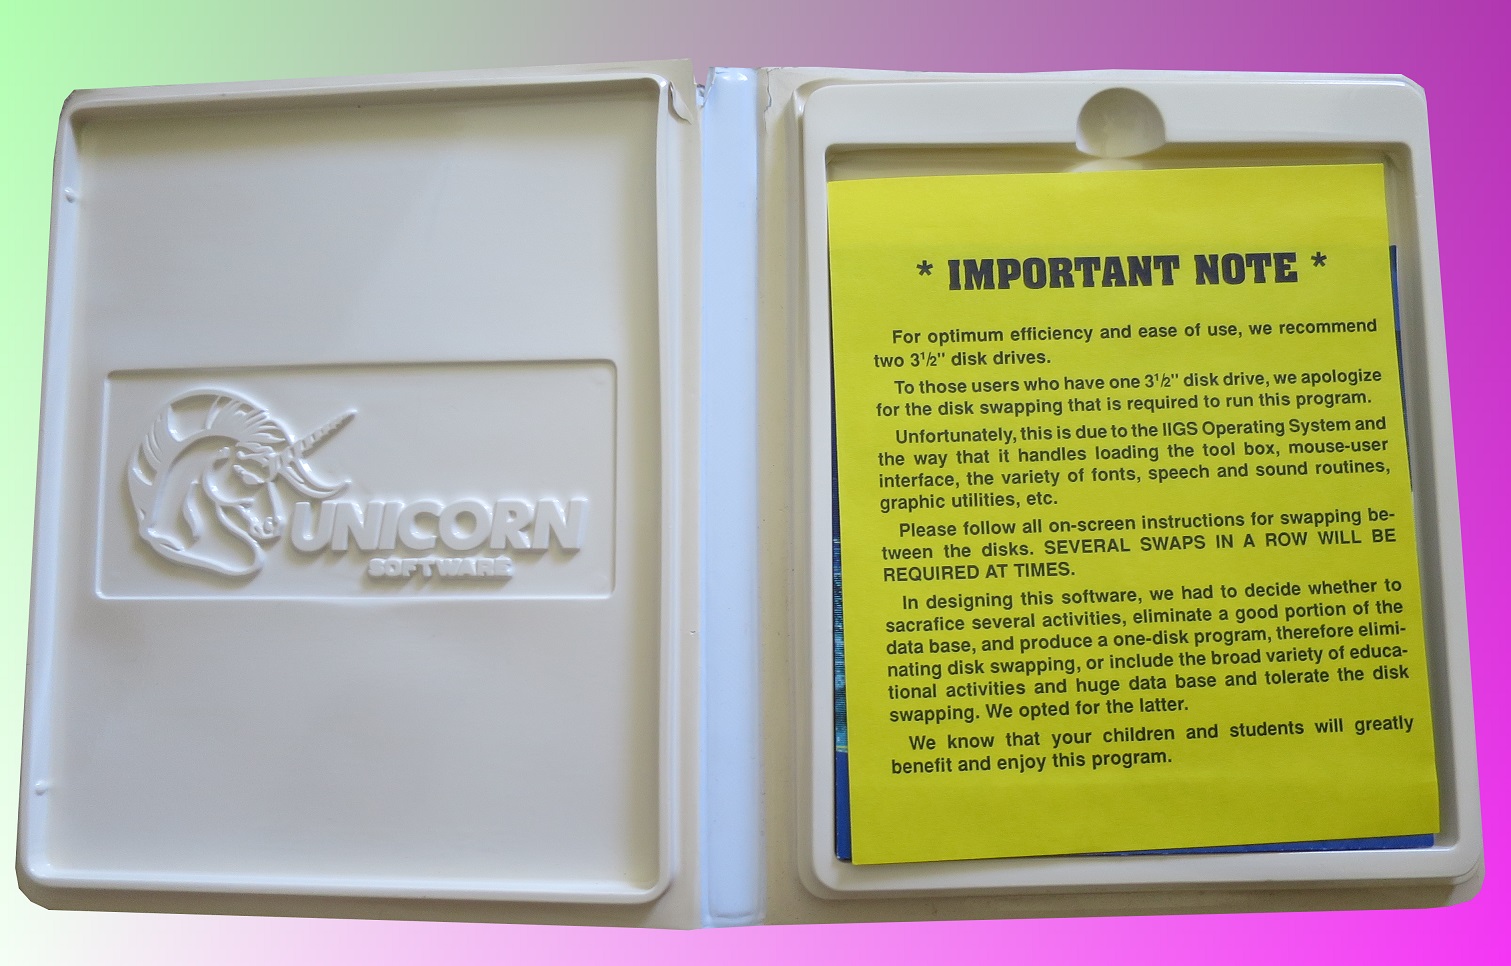 UNICORN
SOFTWARE
* IMPORTANT NOTE *
For optimum efficiency and ease of use, we recommend
two 3½" disk drives.
To those users who have one 3½" disk drive, we apologize
for the disk swapping that is required to run this program.
Unfortunately, this is due to the IIGS Operating System and
the way that it handles loading the tool box, mouse-user
interface, the variety of fonts, speech and sound routines,
graphic utilities, etc.
Please follow all on-screen instructions for swapping be-
tween the disks. SEVERAL SWAPS IN A ROW WILL BE
REQUIRED AT TIMES.
In designing this software, we had to decide whether to
sacrafice several activities, eliminate a good portion of the
data base, and produce a one-disk program, therefore elimi-
nating disk swapping, or include the broad variety of educa-
tional activities and huge data base and tolerate the disk
swapping. We opted for the latter.
We know that your children and students will greatly
benefit and enjoy this program.